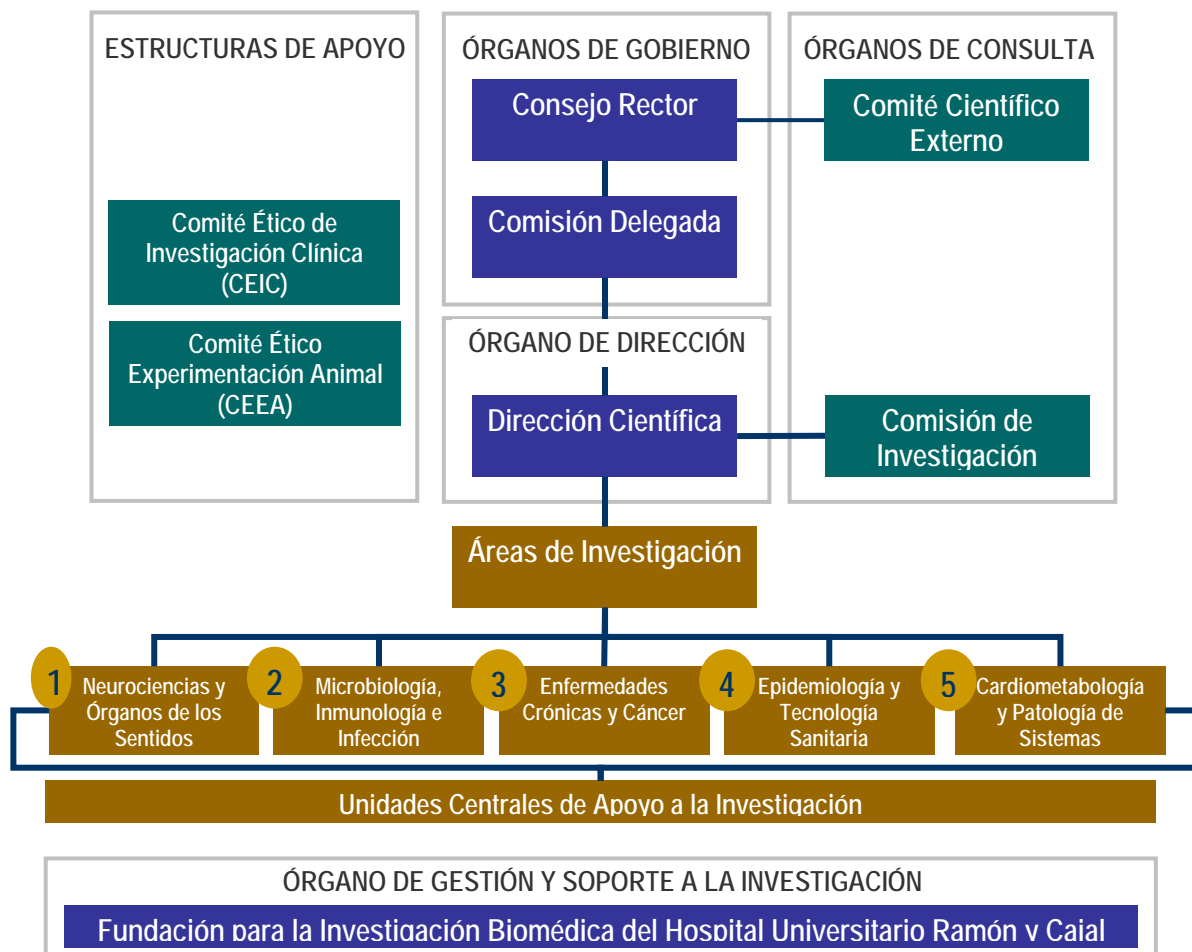 ESTRUCTURAS DE APOYO
Comité Ético de
Investigación Clínica
(CEIC)
Comité Ético
Experimentación Animal
(CEEA)
ÓRGANOS DE GOBIERNO
Consejo Rector
Comisión Delegada
ÓRGANO DE DIRECCIÓN
Dirección Científica
ÓRGANOS DE CONSULTA
Comité Científico
Externo
Comisión de
Investigación
Áreas de Investigación
1
Neurociencias y
Órganos de los
Sentidos
2
Microbiología,
Inmunología e
Infección
3
Enfermedades
Crónicas y Cáncer
4
Epidemiología y
Tecnología
Sanitaria
5
Cardiometabología
y Patología de
Sistemas
Unidades Centrales de Apoyo a la Investigación
ÓRGANO DE GESTIÓN Y SOPORTE A LA INVESTIGACIÓN
Fundación para la Investigación Biomédica del Hospital Universitario Ramón y Cajal